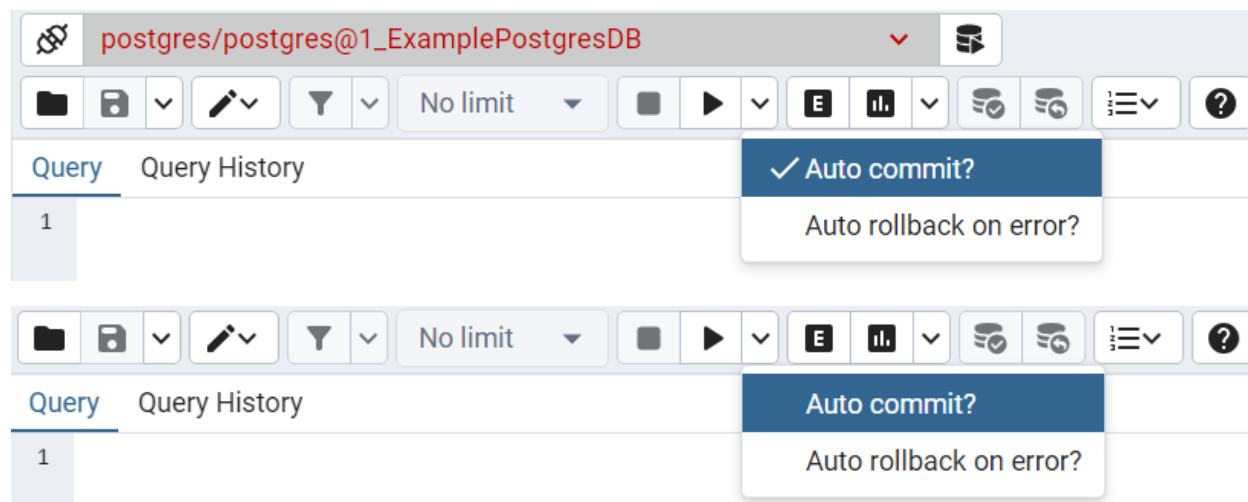 postgres/postgres@1_ExamplePostgresDB
No limit
E
Query Query History
Auto commit?
1
Auto rollback on error?
No limit
E
Query Query History
Auto commit?
1
Auto rollback on error?